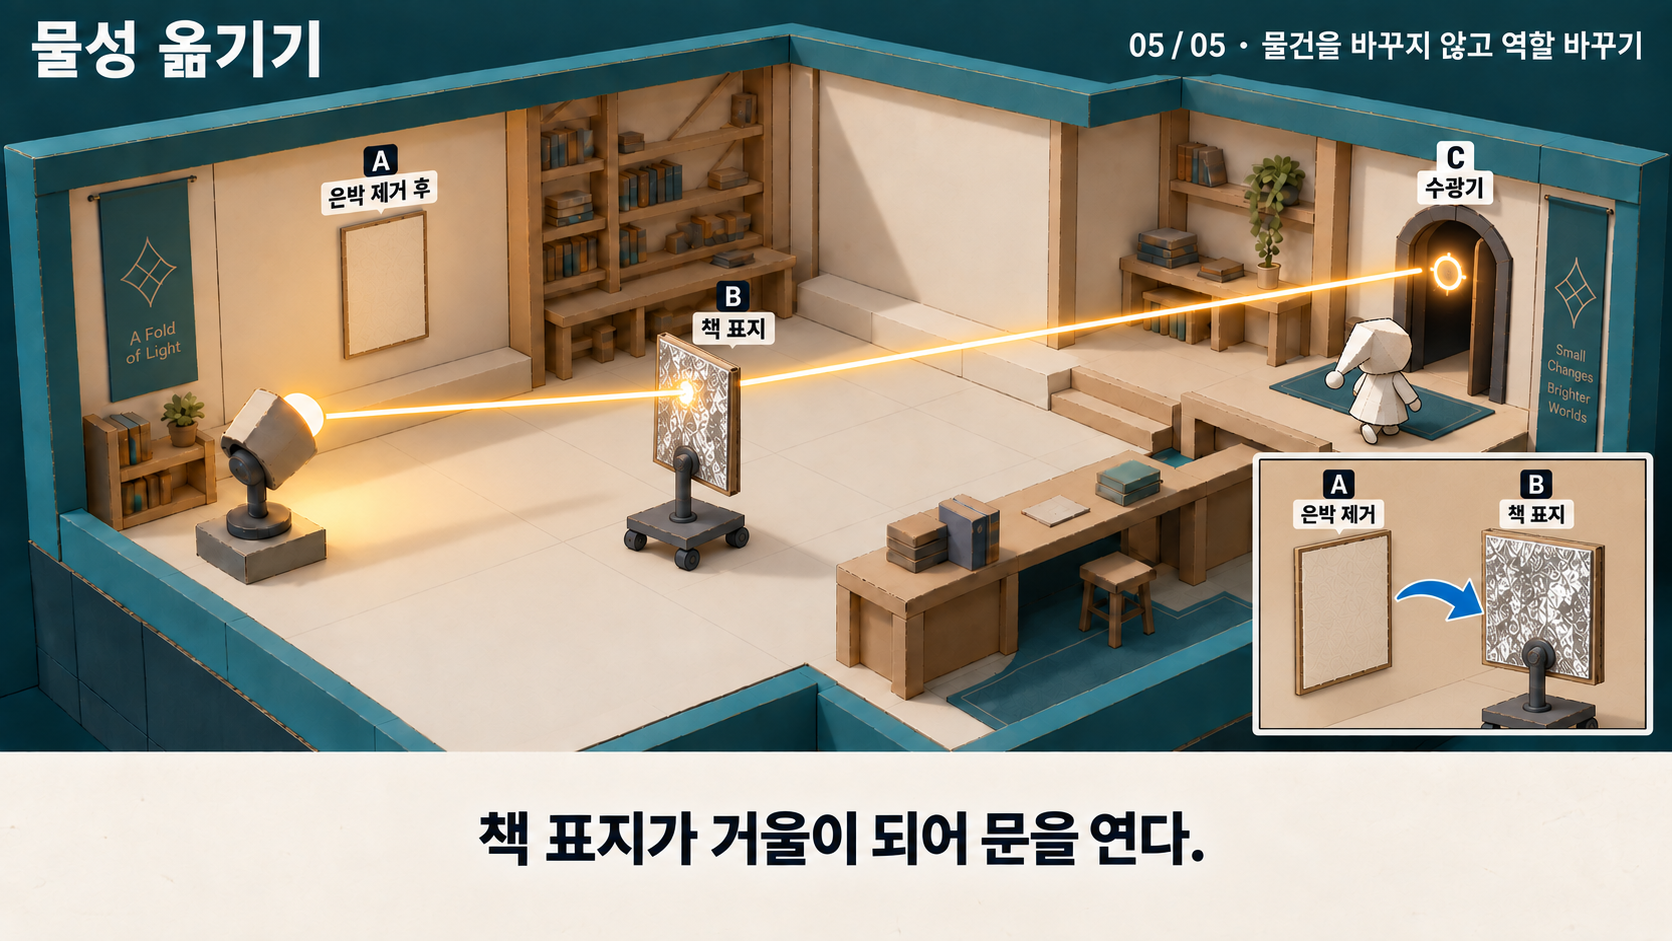 물성 옮기기
05 / 05 · 물건을 바꾸지 않고 역할 바꾸기
A
은박 제거 후
B
책 표지
C
수광기
A Fold
of Light
Small
Changes
Brighter
Worlds
A
은박 제거
B
책 표지
책 표지가 거울이 되어 문을 연다.